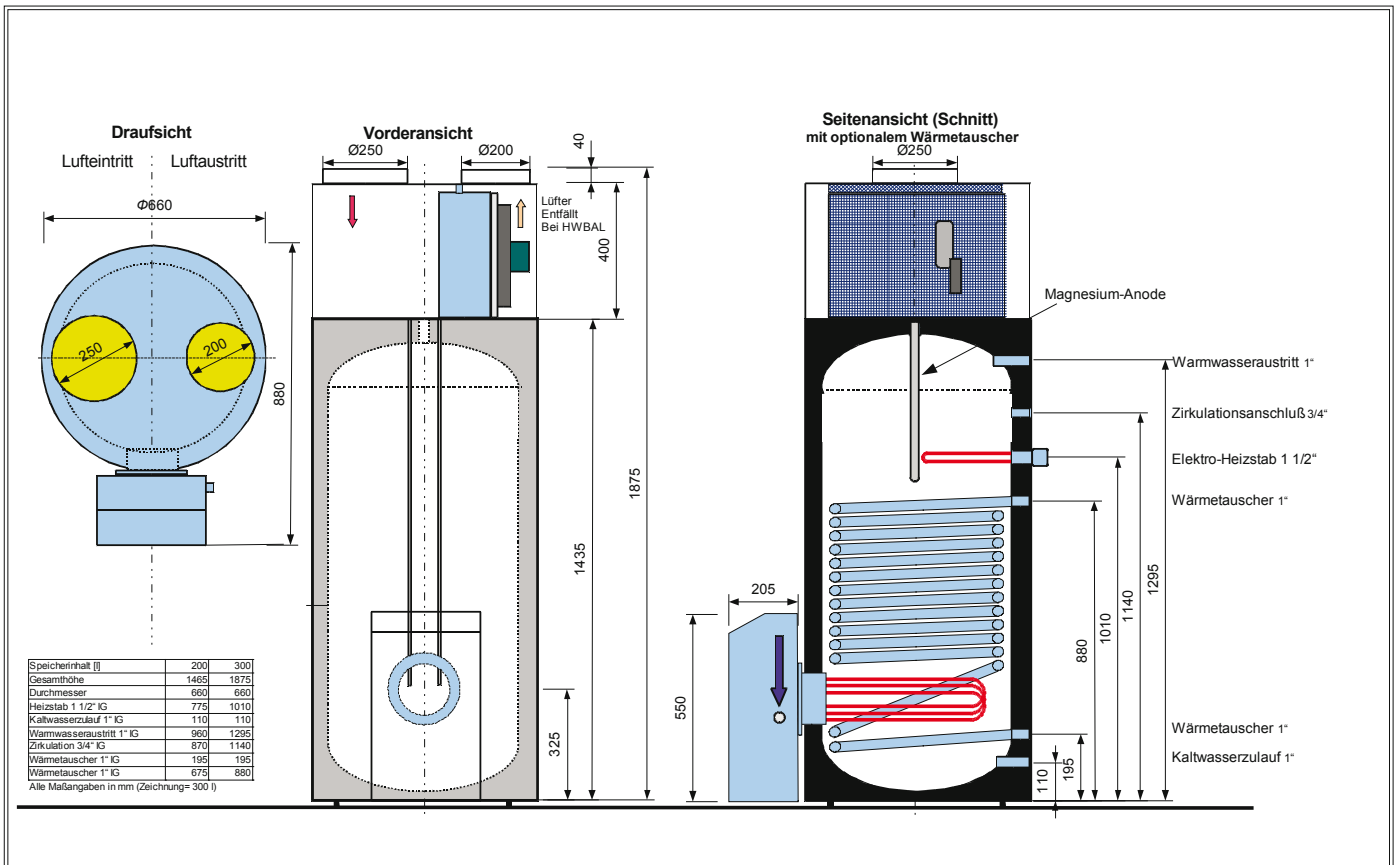 Draufsicht
Lufteintritt Luftaustritt
Φ660
250
200
880
Vorderansicht
Ø250
Ø200
40
Lüfter
Entfällt
Bei HWBAL
400
1875
1435
325
Seitenansicht (Schnitt)
mit optionalem Wärmetauscher
Ø250
Magnesium-Anode
Warmwasseraustritt 1“
Zirkulationsanschluß 3/4“
Elektro-Heizstab 1 1/2“
Wärmetauscher 1“
1295
1140
1010
880
205
550
Wärmetauscher 1“
Kaltwasserzulauf 1“
195
110
Speicherinhalt [l] 200 300
Gesamthöhe 1465 1875
Durchmesser 660 660
Heizstab 1 1/2“ IG 775 1010
Kaltwasserzulauf 1“ IG 110 110
Warmwasseraustritt 1“ IG 960 1295
Zirkulation 3/4“ IG 870 1140
Wärmetauscher 1“ IG 195 195
Wärmetauscher 1“ IG 675 880
Alle Maßangaben in mm (Zeichnung= 300 l)